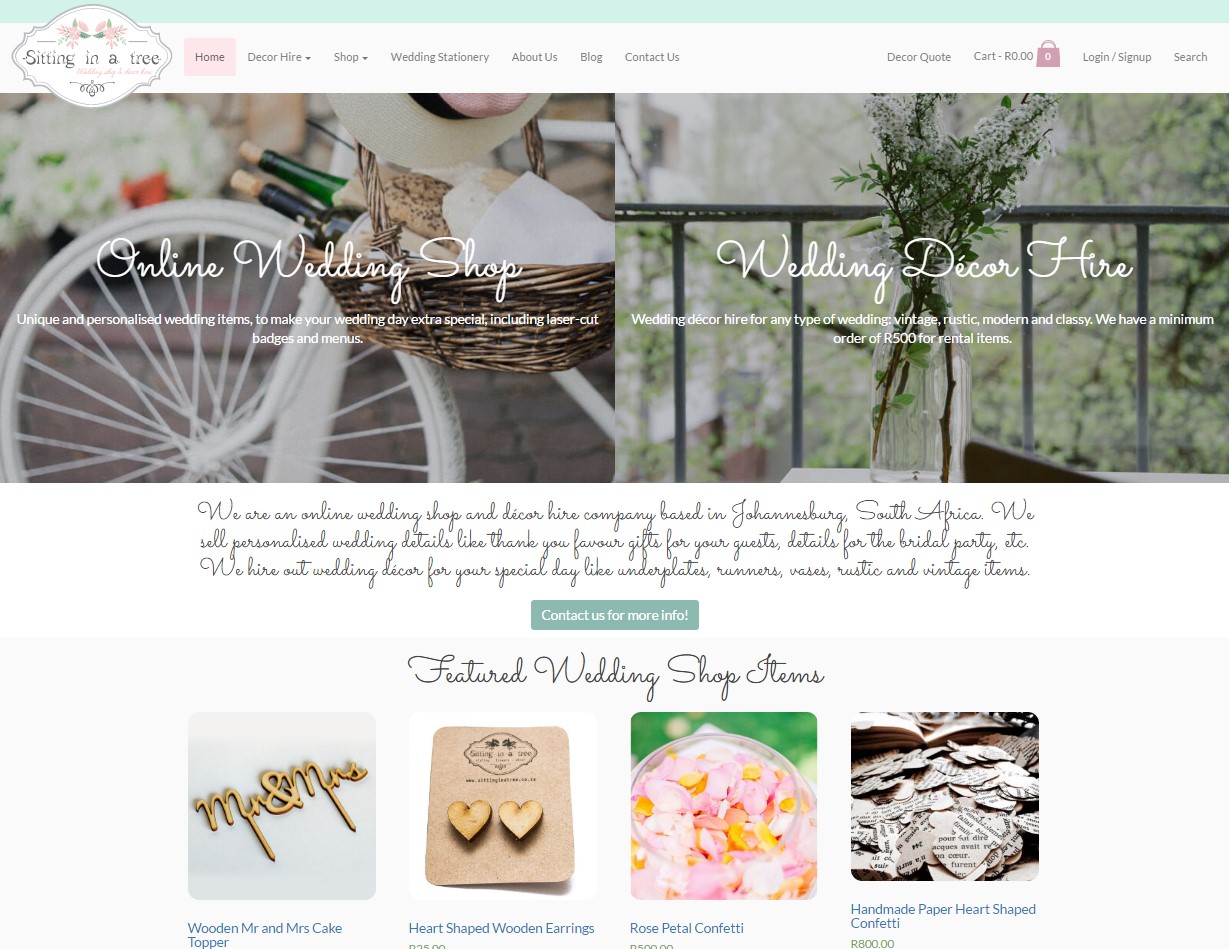 Sitting in a tree
Wedding shop & decor hire
Home
Decor Hire
Shop
Wedding Stationery
About Us
Blog
Contact Us
Decor Quote
Cart - R0.00
0
Login / Signup
Search
Online Wedding Shop
Unique and personalised wedding items, to make your wedding day extra special, including laser-cut
badges and menus.
Wedding Décor Hire
Wedding décor hire for any type of wedding: vintage, rustic, modern and classy. We have a minimum
order of R500 for rental items.
We are an online wedding shop and décor hire company based in Johannesburg, South Africa. We
sell personalised wedding details like thank you favour gifts for your guests, details for the bridal party, etc.
We hire out wedding décor for your special day like underplates, runners, vases, rustic and vintage items.
Contact us for more info!
Featured Wedding Shop Items
Mr&Mrs
Sitting in a tree
www.sittinginatree.co.za
pour
dire
jacques avait
cœur.
furent
Wooden Mr and Mrs Cake
Topper
Heart Shaped Wooden Earrings
R25.00
Rose Petal Confetti
R500.00
Handmade Paper Heart Shaped
Confetti
R800.00